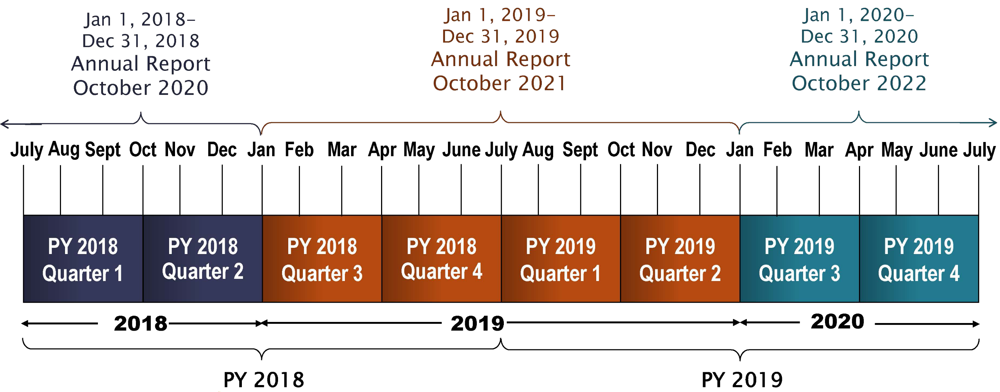 Jan 1, 2018–
Dec 31, 2018
Annual Report
October 2020
Jan 1, 2019–
Dec 31, 2019
Annual Report
October 2021
Jan 1, 2020–
Dec 31, 2020
Annual Report
October 2022
July Aug Sept Oct Nov Dec Jan Feb Mar Apr May June July Aug Sept Oct Nov Dec Jan Feb Mar Apr May June July
PY 2018
Quarter 1
PY 2018
Quarter 2
PY 2018
Quarter 3
PY 2018
Quarter 4
PY 2019
Quarter 1
PY 2019
Quarter 2
PY 2019
Quarter 3
PY 2019
Quarter 4
2018 2019 2020
PY 2018 PY 2019